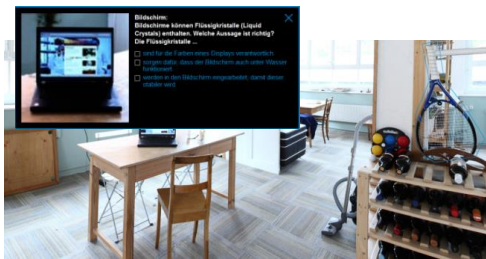 Bildschirm:
Bildschirme können Flüssigkristalle (Liquid
Crystals) enthalten. Welche Aussage ist richtig?
Die Flüssigkristalle ...
sind für die Farben eines Displays verantwortlich.
sorgen dafür, dass der Bildschirm auch unter Wasser
funktioniert.
werden in den Bildschirm eingearbeitet, damit dieser
stabiler wird.